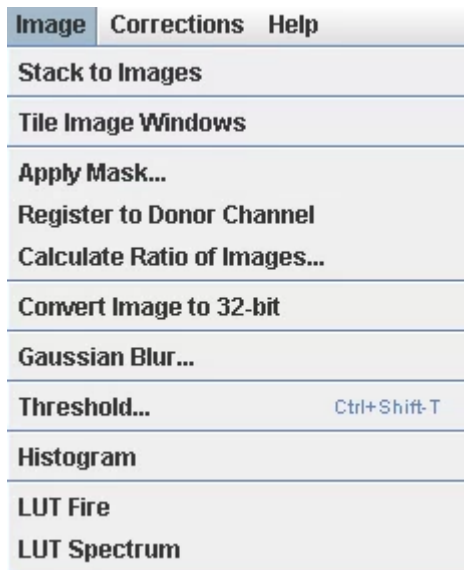 Image Corrections Help
Stack to Images
Tile Image Windows
Apply Mask...
Register to Donor Channel
Calculate Ratio of Images...
Convert Image to 32-bit
Gaussian Blur...
Threshold... Ctrl+Shift-T
Histogram
LUT Fire
LUT Spectrum